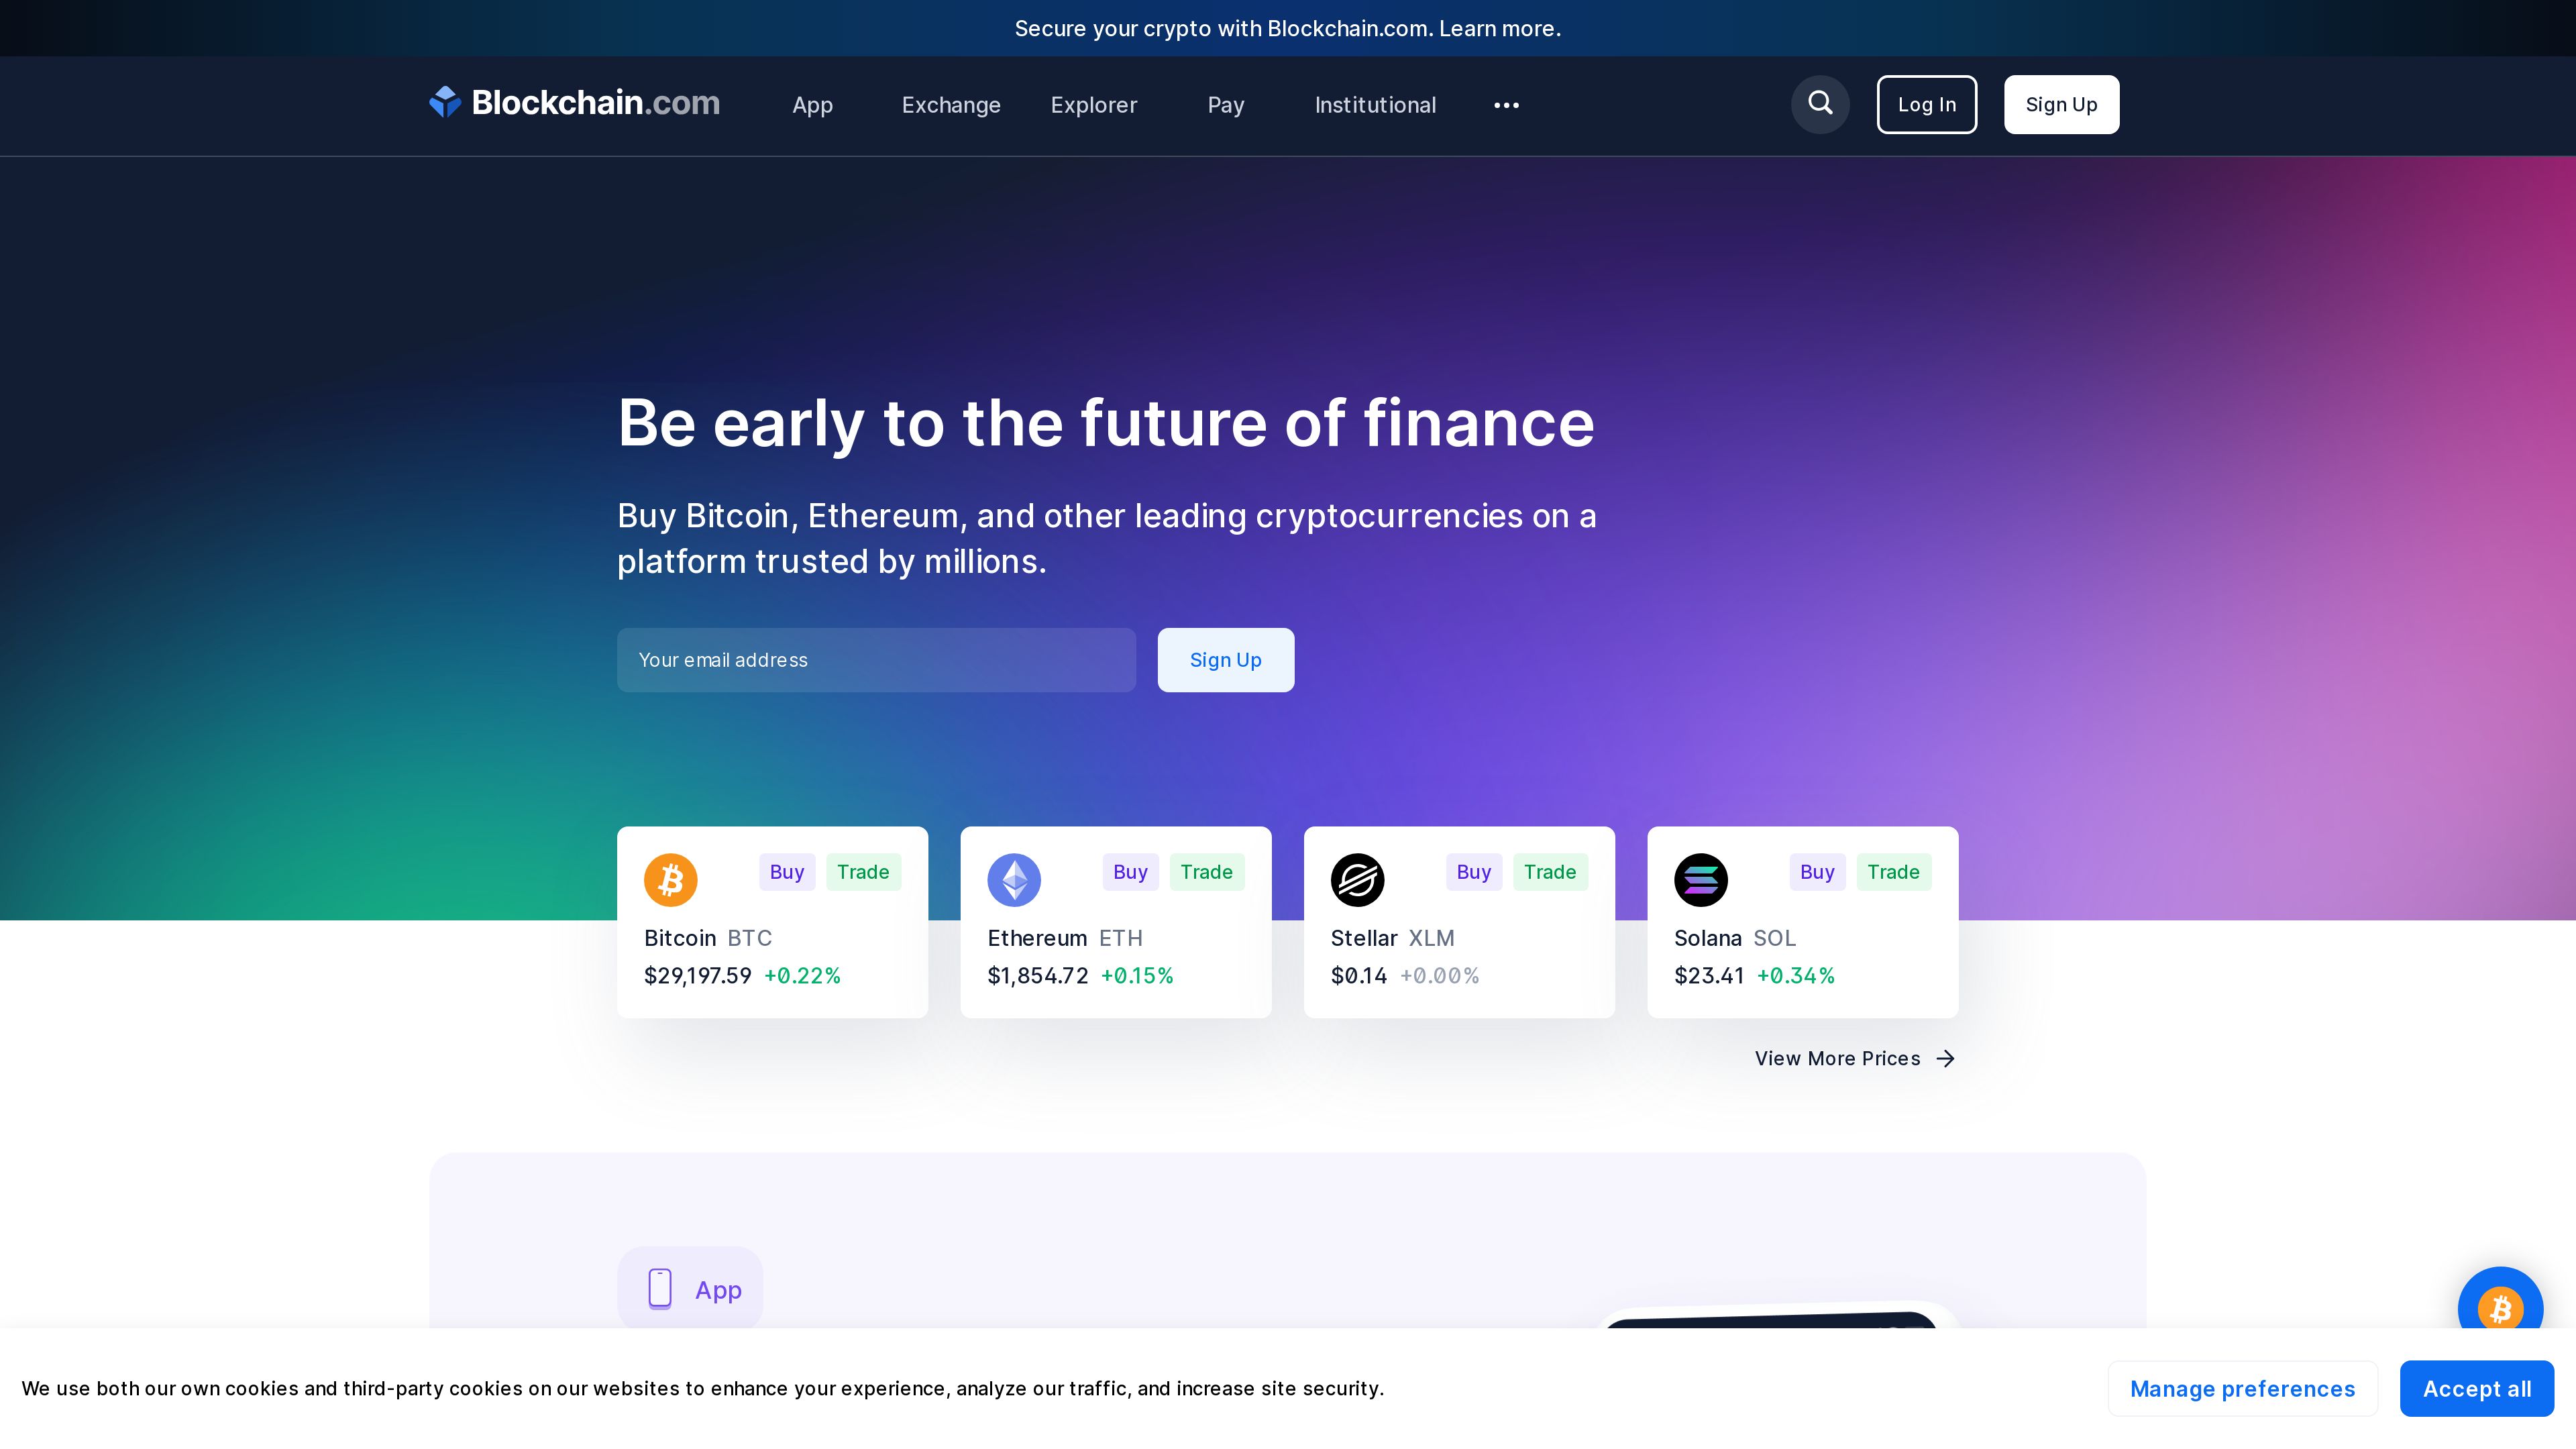 Secure your crypto with Blockchain.com. Learn more.
Blockchain.com App Exchange Explorer Pay Institutional Log In Sign Up
Be early to the future of finance
Buy Bitcoin, Ethereum, and other leading cryptocurrencies on a
platform trusted by millions.
Your email address Sign Up
Buy Trade Buy Trade Buy Trade Buy Trade
Bitcoin BTC Ethereum ETH Stellar XLM Solana SOL
$29,197.59 +0.22% $1,854.72 +0.15% $0.14 +0.00% $23.41 +0.34%
View More Prices
App
We use both our own cookies and third-party cookies on our websites to enhance your experience, analyze our traffic, and increase site security. Manage preferences Accept all